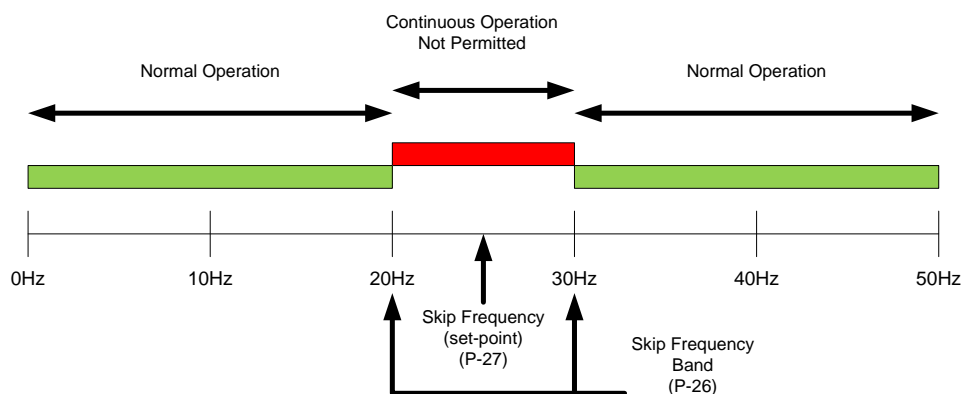 Continuous Operation
Not Permitted
Normal Operation
Normal Operation
0Hz
10Hz
20Hz
30Hz
40Hz
50Hz
Skip Frequency
(set-point)
(P-27)
Skip Frequency
Band
(P-26)